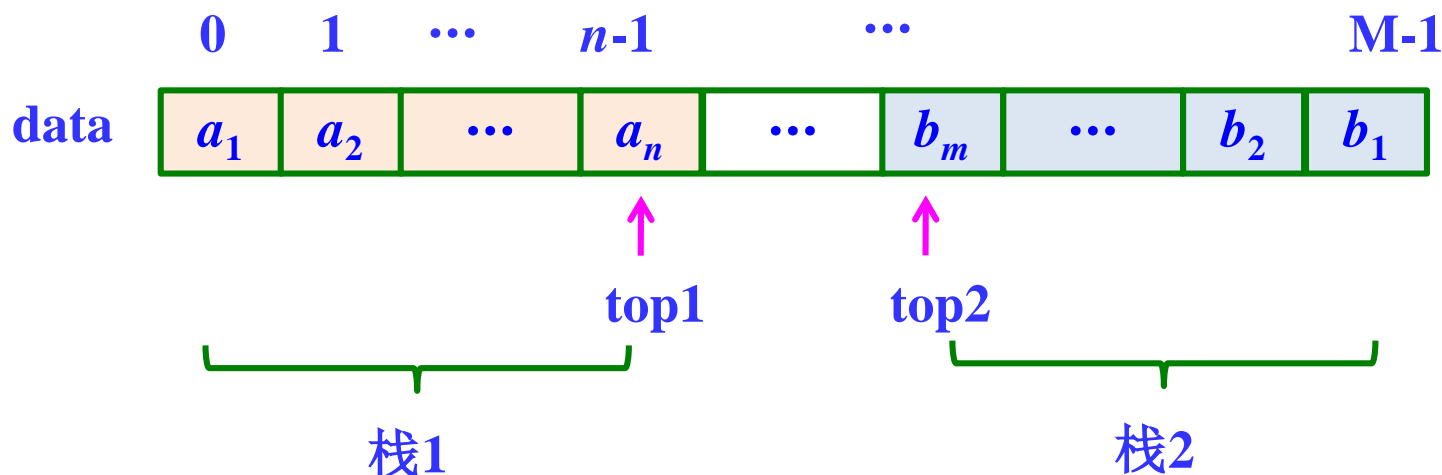 0 1 … n-1 … M-1
data a₁ a₂ … aₙ … bₘ … b₂ b₁
top1 top2
栈1 栈2